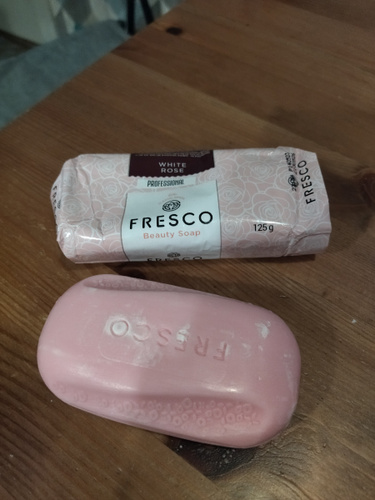 WHITE
ROSE
PROFESSIONAL
FRESCO
Beauty Soap
125 g
FRESCO
FRESCO